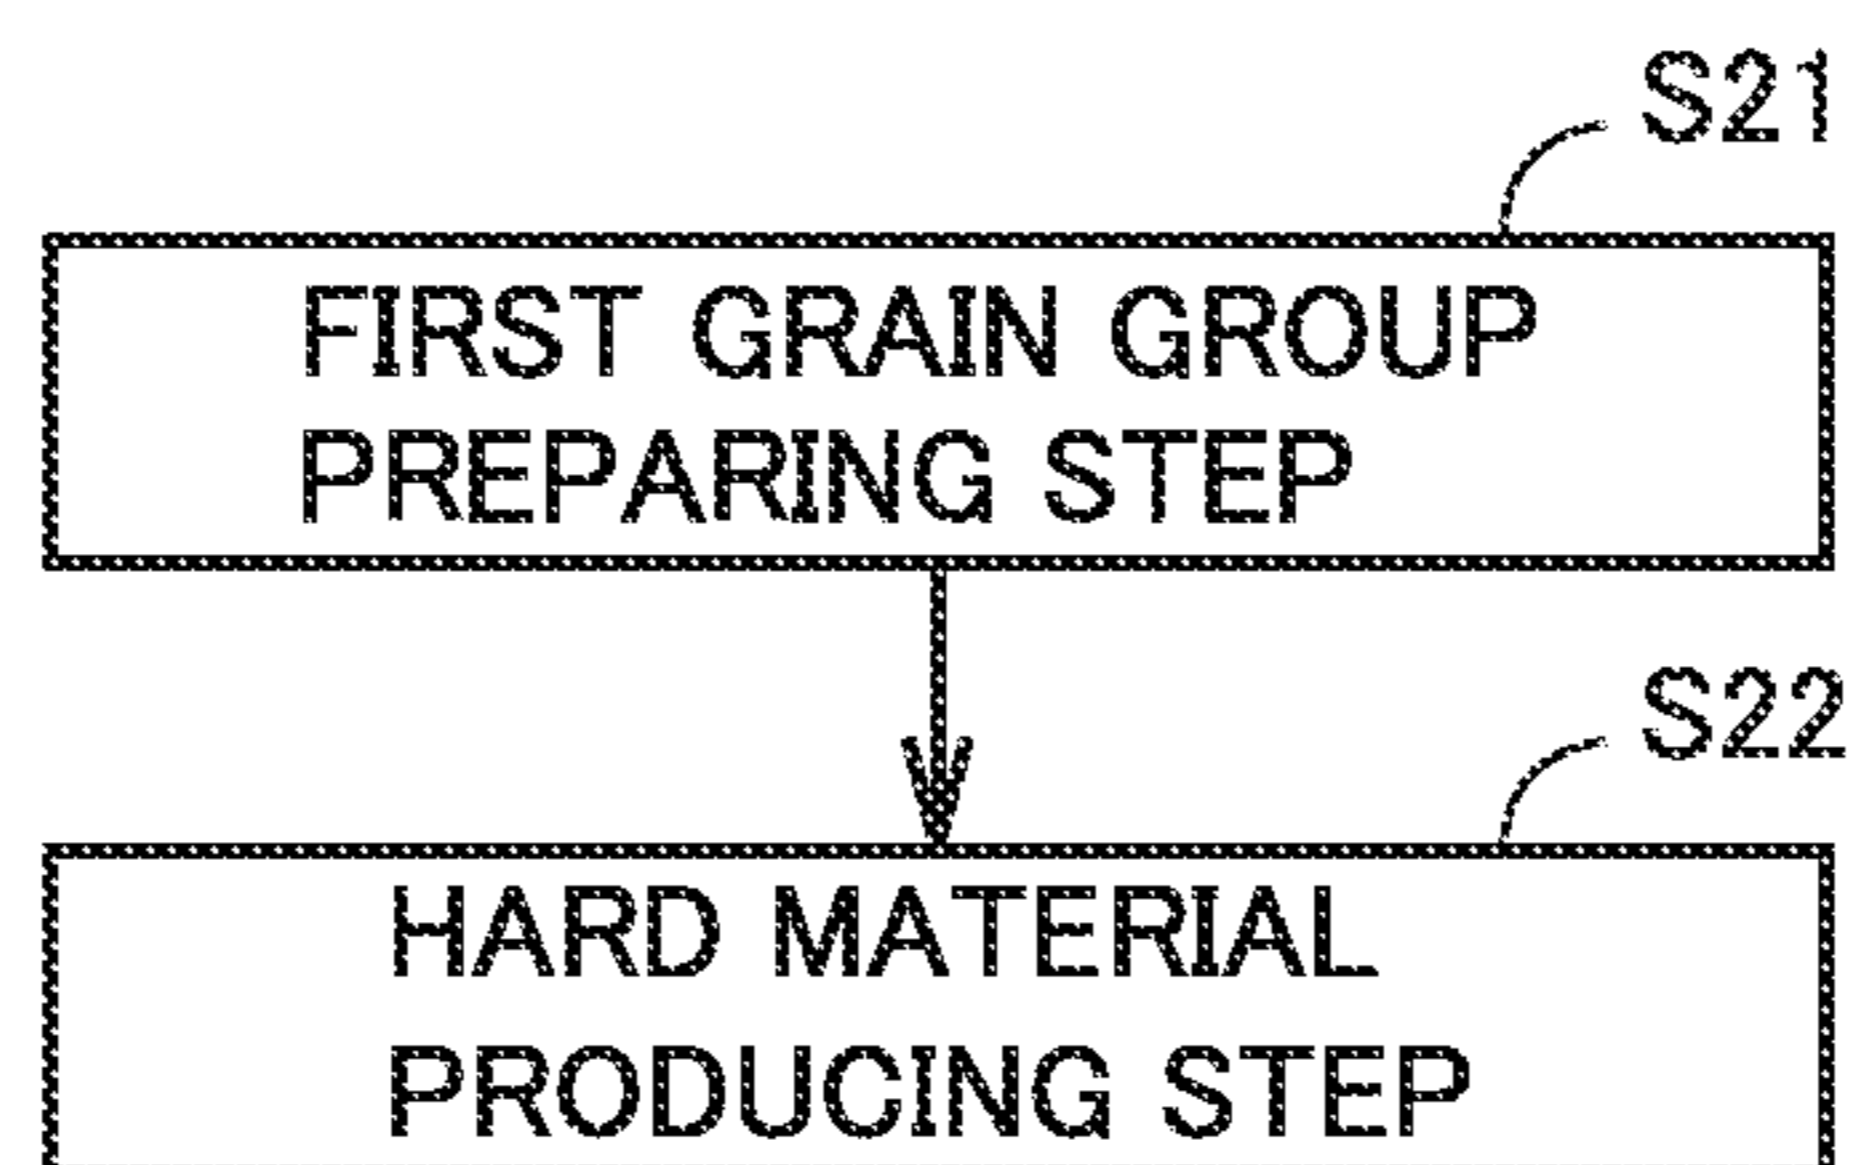 S21
FIRST GRAIN GROUP
PREPARING STEP
S22
HARD MATERIAL
PRODUCING STEP